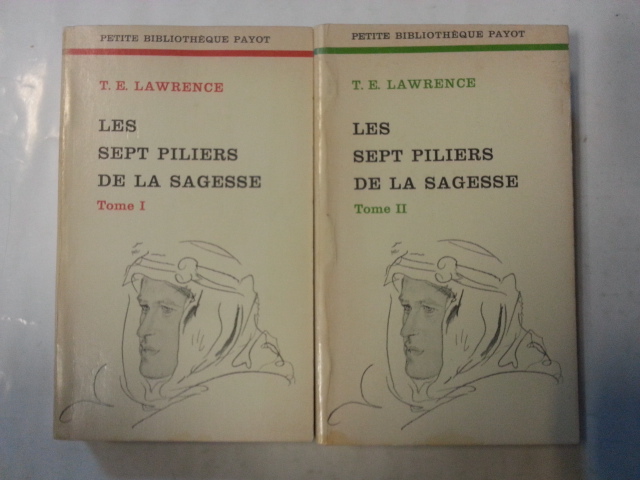 PETITE BIBLIOTHÈQUE PAYOT
T. E. LAWRENCE
LES
SEPT PILIERS
DE LA SAGESSE
Tome I
PETITE BIBLIOTHÈQUE PAYOT
T. E. LAWRENCE
LES
SEPT PILIERS
DE LA SAGESSE
Tome II